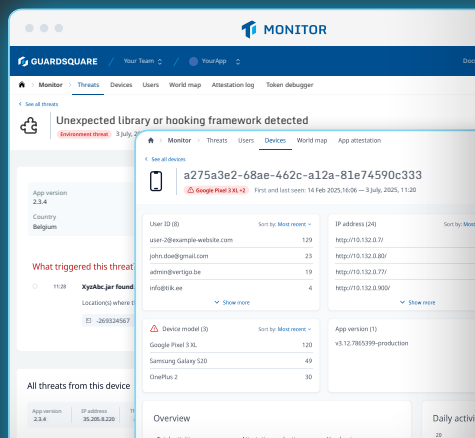 MONITOR
GUARDSQUARE / Your Team / YourApp
Monitor Threats Devices Users World map Attestation log Token debugger
See all threats
Unexpected library or hooking framework detected
Environment threat 3 July,
App version
2.3.4
Country
Belgium
What triggered this threat
11:28 XyzAbc.jar found
Location(s) where t
-269324567
All threats from this device
App version IP address
2.3.4 35.205.8.220
Monitor Threats Users Devices World map App attestation
See all devices
a275a3e2-68ae-462c-a12a-81e74590c333
Google Pixel 3 XL +2 First and last seen: 14 Feb 2025,16:06 — 3 July, 2025, 11:20
User ID (8) Sort by: Most recent
user-2@example-website.com 129
john.doe@gmail.com 23
admin@vertigo.be 19
info@tiik.ee 4
Show more
IP address (24) Sort by: Most
http://10.132.0.7/
http://10.132.0.80/
http://10.132.0.77/
http://10.132.0.900/
Show more
Device model (3) Sort by: Most recent
Google Pixel 3 XL 120
Samsung Galaxy S20 49
OnePlus 2 30
App version (1)
v3.12.7865399-production
Overview
Daily activi
20